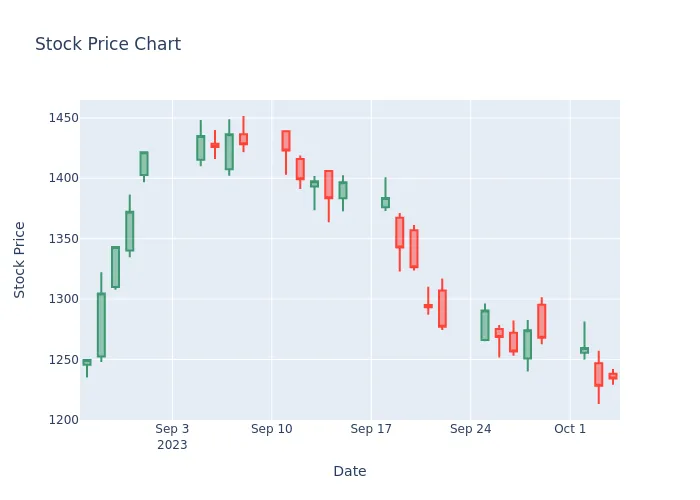 Stock Price Chart
Stock Price
1450
1400
1350
1300
1250
1200
Sep 3
2023
Sep 10
Sep 17
Sep 24
Oct 1
Date